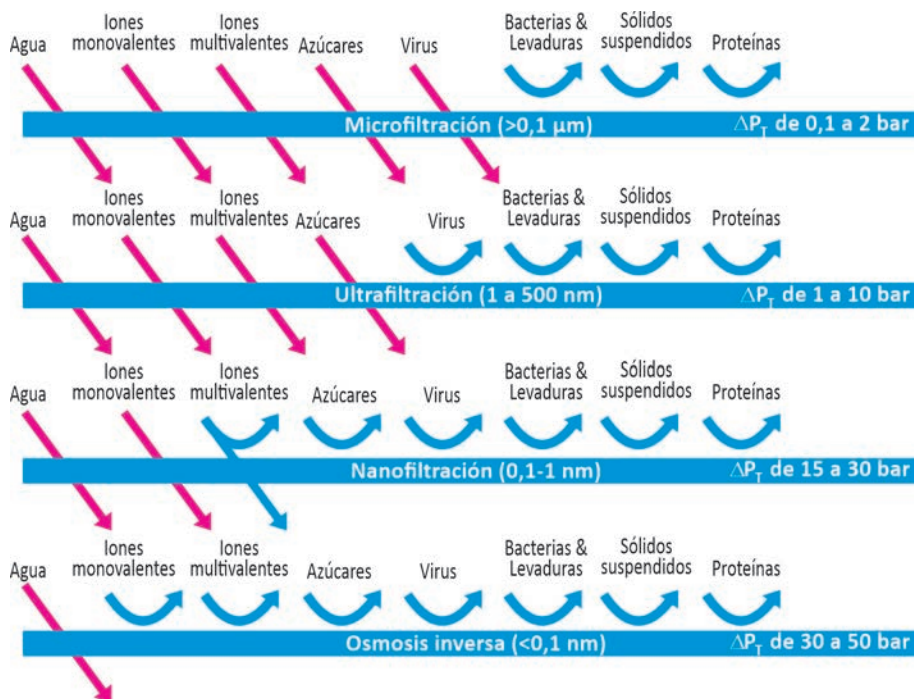 Agua
Iones
monovalentes
Iones
multivalentes
Azúcares
Virus
Bacterias &
Levaduras
Sólidos
suspendidos
Proteínas
Microfiltración (>0,1 µm)
ΔP_T de 0,1 a 2 bar
Agua
Iones
monovalentes
Iones
multivalentes
Azúcares
Virus
Bacterias &
Levaduras
Sólidos
suspendidos
Proteínas
Ultrafiltración (1 a 500 nm)
ΔP_T de 1 a 10 bar
Agua
Iones
monovalentes
Iones
multivalentes
Azúcares
Virus
Bacterias &
Levaduras
Sólidos
suspendidos
Proteínas
Nanofiltración (0,1-1 nm)
ΔP_T de 15 a 30 bar
Agua
Iones
monovalentes
Iones
multivalentes
Azúcares
Virus
Bacterias &
Levaduras
Sólidos
suspendidos
Proteínas
Osmosis inversa (<0,1 nm)
ΔP_T de 30 a 50 bar